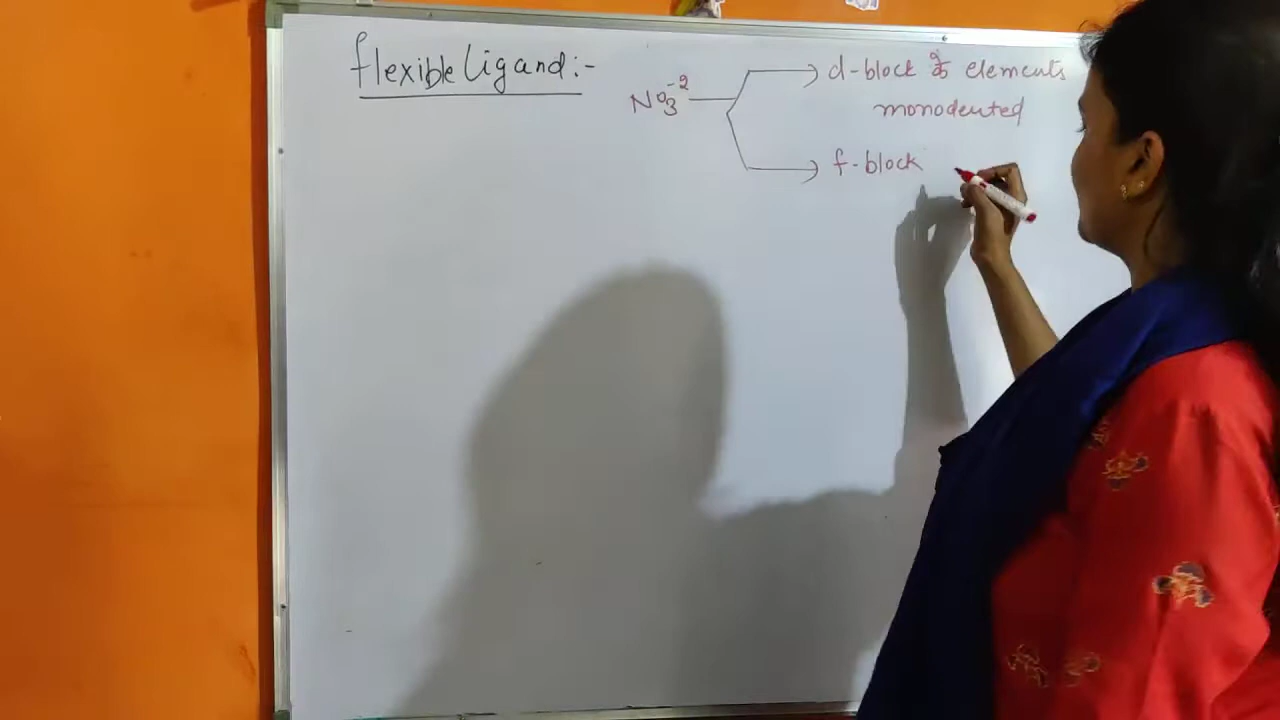 flexible ligand:-
NO3-2
d-block elements
monodented
f-block